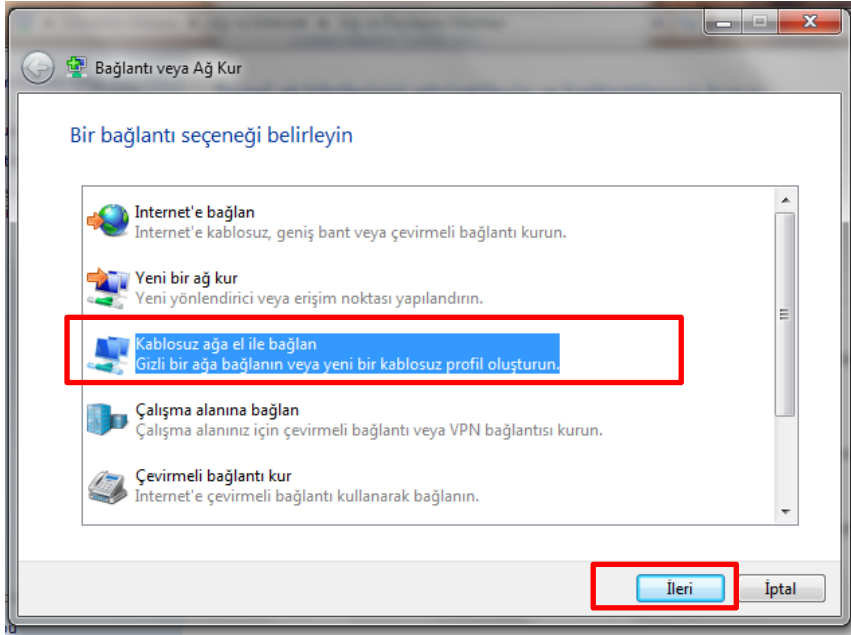 Bağlantı veya Ağ Kur
Bir bağlantı seçeneği belirleyin
Internet'e bağlan
Internet'e kablosuz, geniş bant veya çevirmeli bağlantı kurun.
Yeni bir ağ kur
Yeni yönlendirici veya erişim noktası yapılandırın.
Kablosuz ağa el ile bağlan
Gizli bir ağa bağlanın veya yeni bir kablosuz profil oluşturun.
Çalışma alanına bağlan
Çalışma alanınız için çevirmeli bağlantı veya VPN bağlantısı kurun.
Çevirmeli bağlantı kur
Internet'e çevirmeli bağlantı kullanarak bağlanın.
İleri
İptal